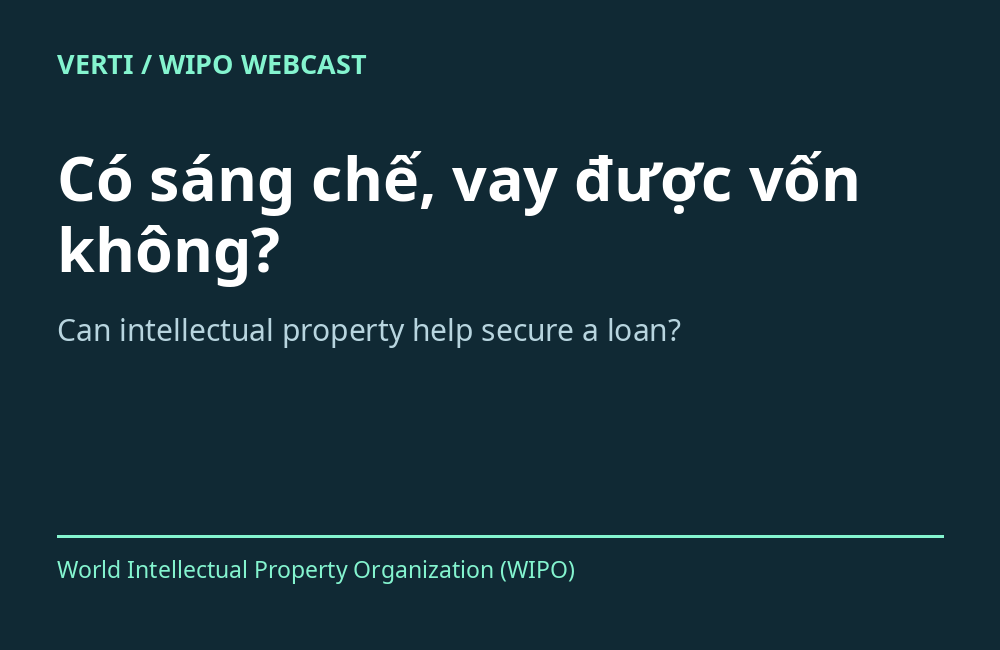 VERTI / WIPO WEBCAST
Có sáng chế, vay được vốn
không?
Can intellectual property help secure a loan?
World Intellectual Property Organization (WIPO)